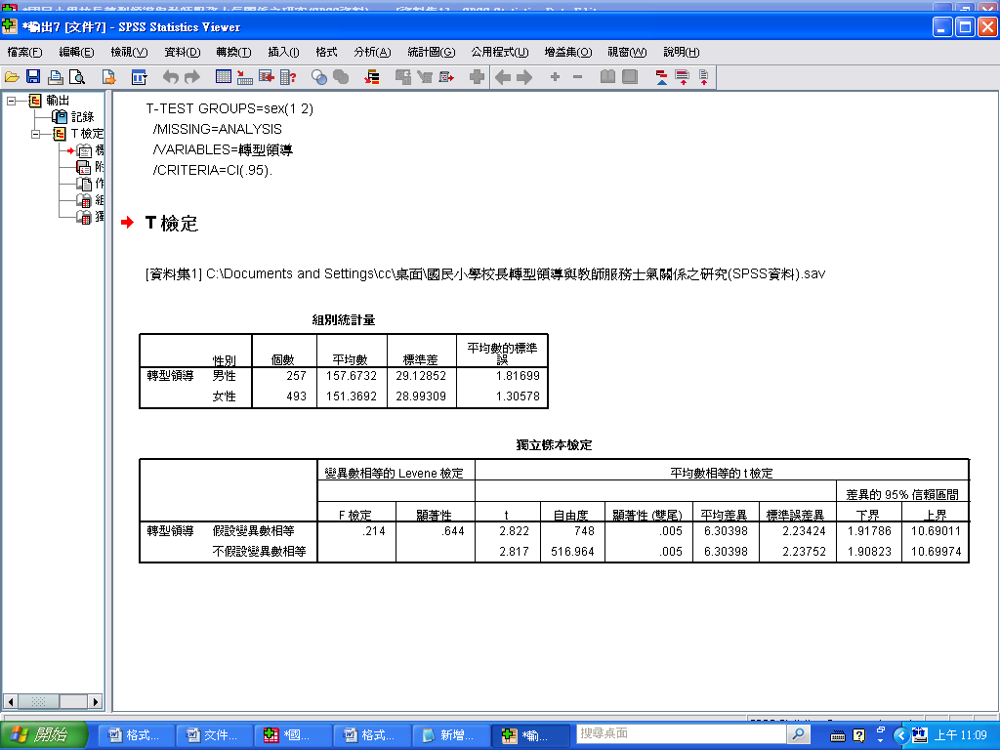 *輸出7 [文件7] - SPSS Statistics Viewer
檔案(F) 編輯(E) 檢視(V) 資料(D) 轉換(T) 插入(I) 格式 分析(A) 統計圖(G) 公用程式(U) 增益集(O) 視窗(W) 說明(H)
輸出
記錄
T 檢定
標
附
作
組
獨
T-TEST GROUPS=sex(1 2)
/MISSING=ANALYSIS
/VARIABLES=轉型領導
/CRITERIA=CI(.95).
T 檢定
[資料集1] C:\Documents and Settings\cc\桌面\國民小學校長轉型領導與教師服務士氣關係之研究(SPSS資料).sav
組別統計量
性別 個數 平均數 標準差 平均數的標準誤
轉型領導 男性 257 157.6732 29.12852 1.81699
女性 493 151.3692 28.99309 1.30578
獨立樣本檢定
變異數相等的 Levene 檢定 平均數相等的 t 檢定
差異的 95% 信賴區間
F 檢定 顯著性 t 自由度 顯著性 (雙尾) 平均差異 標準誤差異 下界 上界
轉型領導 假設變異數相等 .214 .644 2.822 748 .005 6.30398 2.23424 1.91786 10.69011
不假設變異數相等 2.817 516.964 .005 6.30398 2.23752 1.90823 10.69974
開始 格式... 文件... *國... 格式... 新增... *輸... 搜尋桌面 上午 11:09